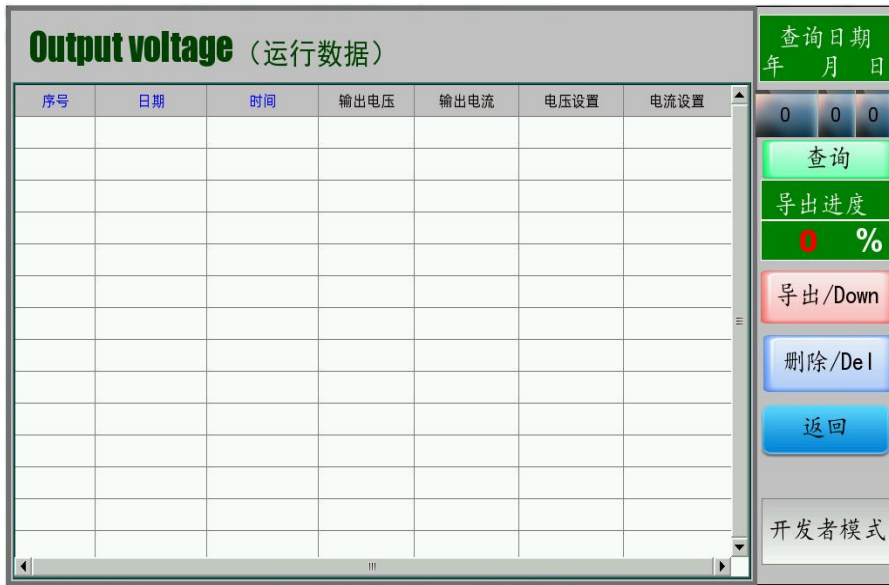 Output voltage（运行数据）
序号 日期 时间 输出电压 输出电流 电压设置 电流设置
查询日期
年 月 日
0 0 0
查询
导出进度
0 %
导出/Down
删除/Del
返回
开发者模式